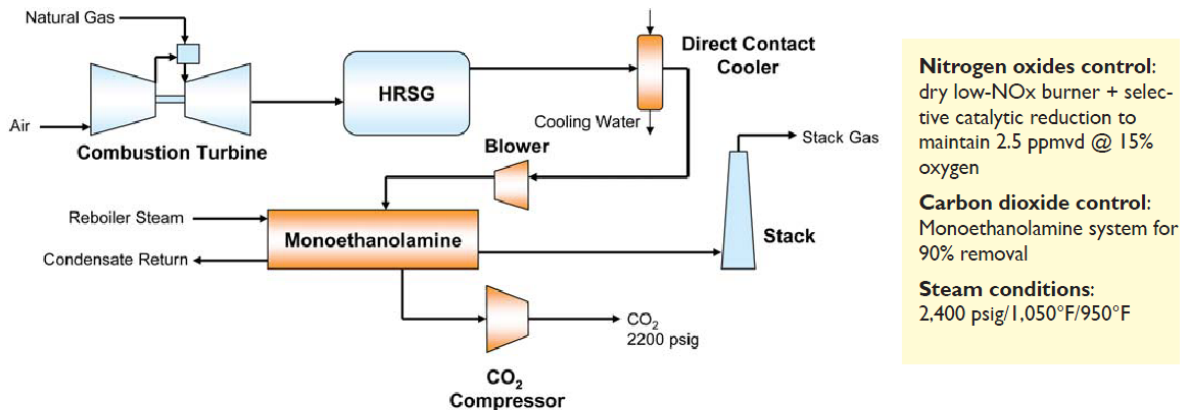 Natural Gas
Air
Combustion Turbine
HRSG
Direct Contact
Cooler
Cooling Water
Blower
Stack Gas
Stack
Reboiler Steam
Condensate Return
Monoethanolamine
CO₂
2200 psig
CO₂
Compressor
Nitrogen oxides control:
dry low-NOx burner + selec-
tive catalytic reduction to
maintain 2.5 ppmvd @ 15%
oxygen
Carbon dioxide control:
Monoethanolamine system for
90% removal
Steam conditions:
2,400 psig/1,050°F/950°F